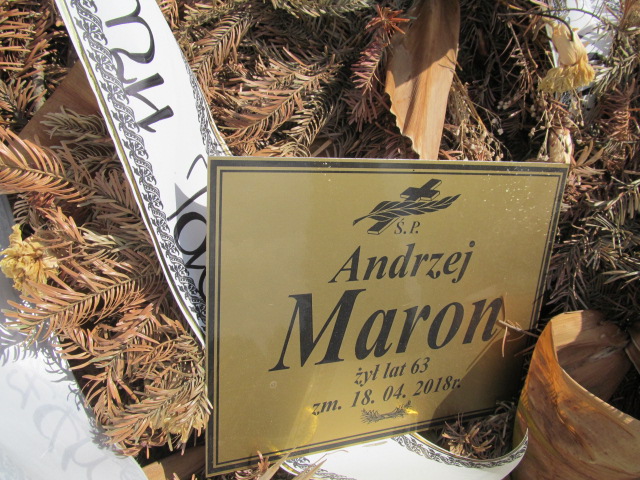 Ś.P.
Andrzej
Maron
żył lat 63
zm. 18. 04. 2018r.